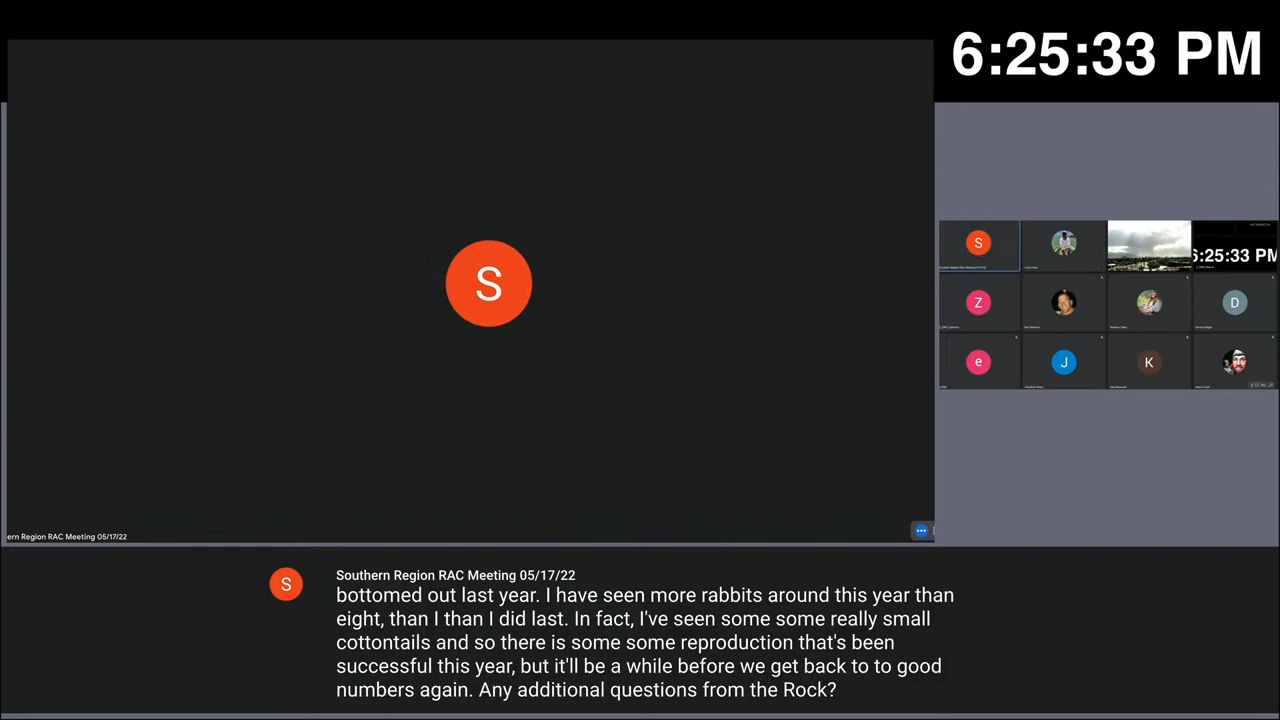 6:25:33 PM
S
S
6:25:33 PM
Z
D
e
J
K
ern Region RAC Meeting 05/17/22
S
Southern Region RAC Meeting 05/17/22
bottomed out last year. I have seen more rabbits around this year than
eight, than I than I did last. In fact, I've seen some some really small
cottontails and so there is some some reproduction that's been
successful this year, but it'll be a while before we get back to to good
numbers again. Any additional questions from the Rock?